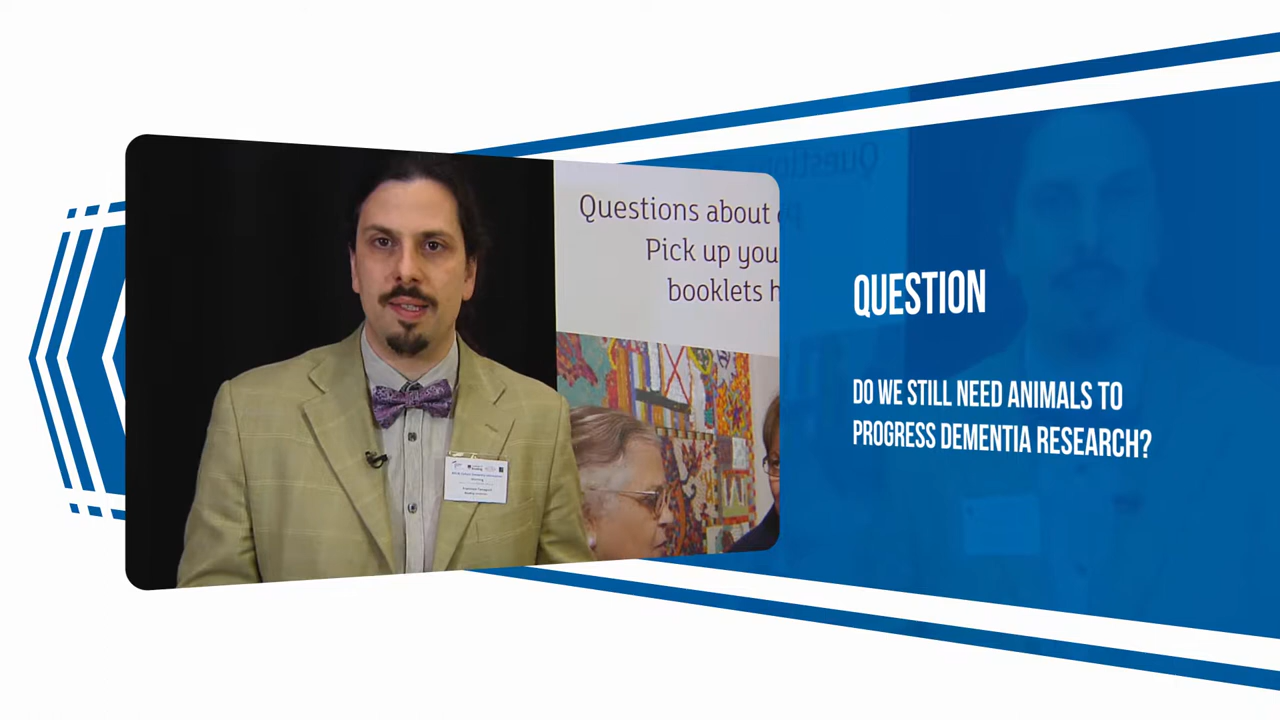 Questions about
Pick up you
booklets h
QUESTION
DO WE STILL NEED ANIMALS TO
PROGRESS DEMENTIA RESEARCH?